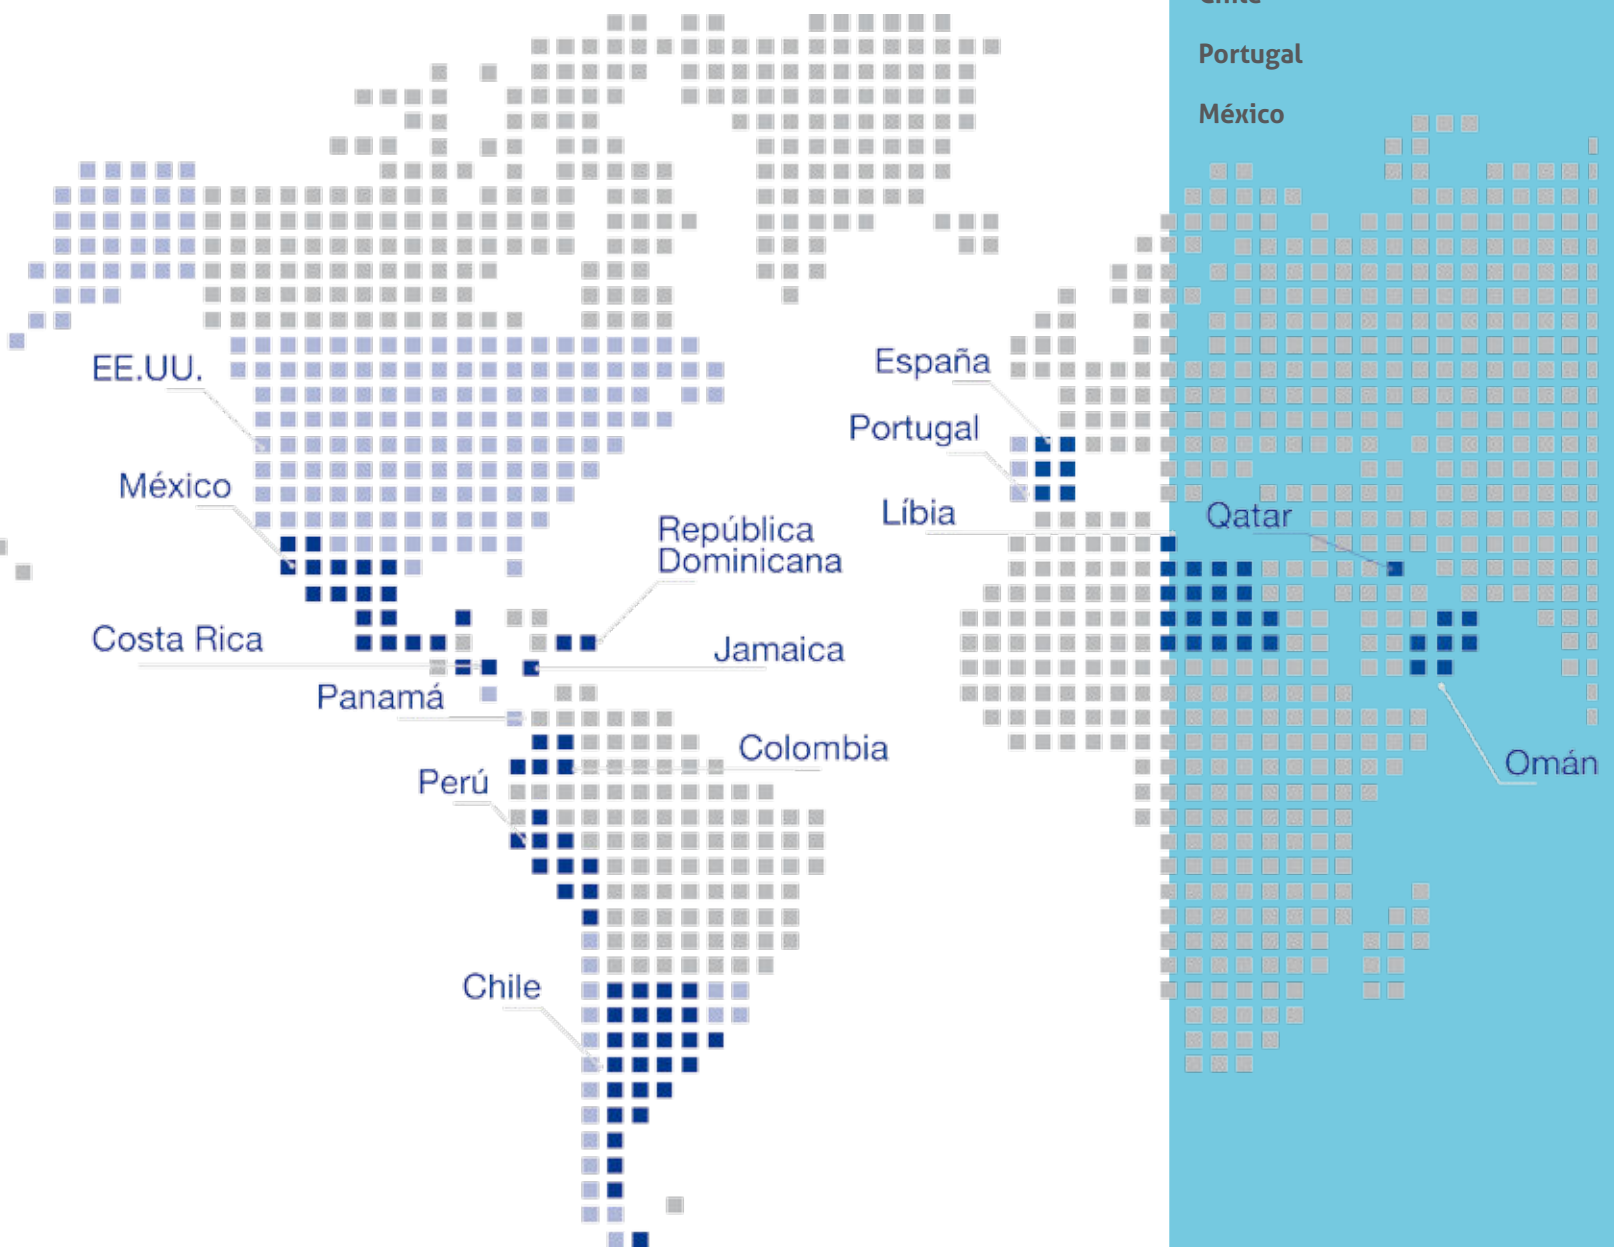 Portugal
México
EE.UU.
España
Portugal
México
Líbia
Qatar
República
Dominicana
Costa Rica
Jamaica
Panamá
Colombia
Perú
Omán
Chile